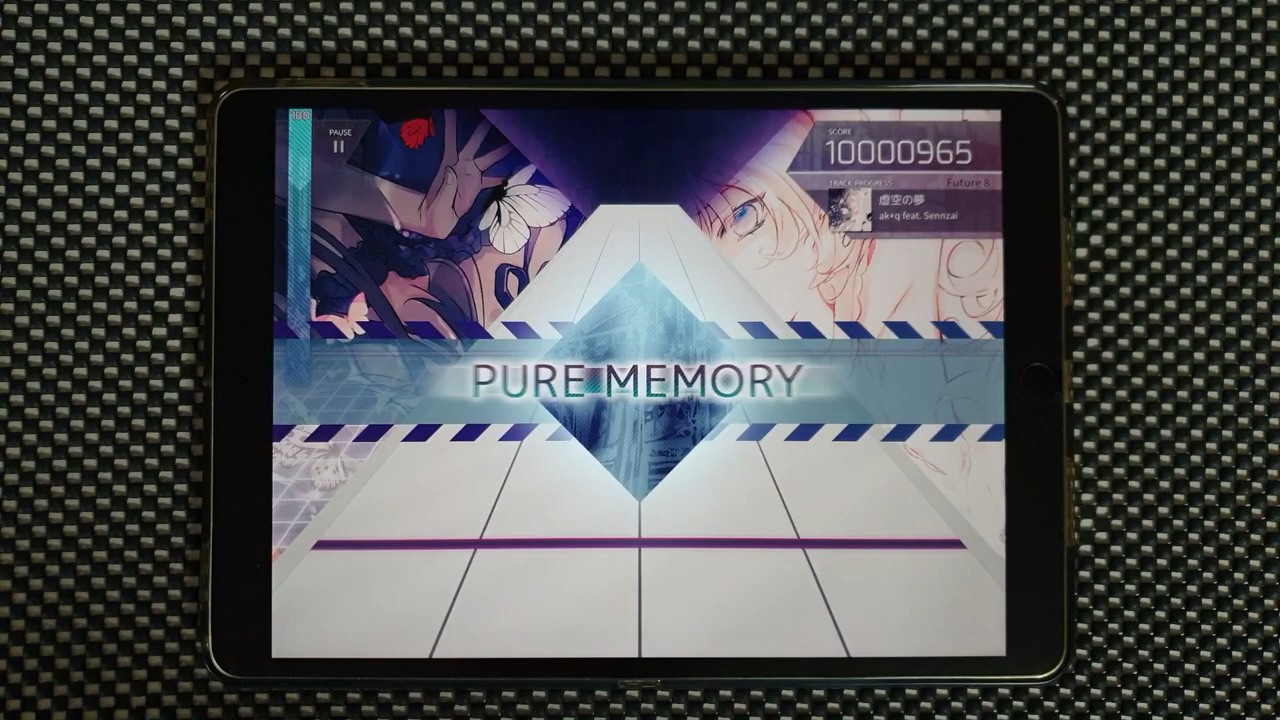 100
PAUSE
SCORE
10000965
TRACK PROGRESS
Future 8
虚空の夢
ak+q feat. Sennzai
PURE MEMORY